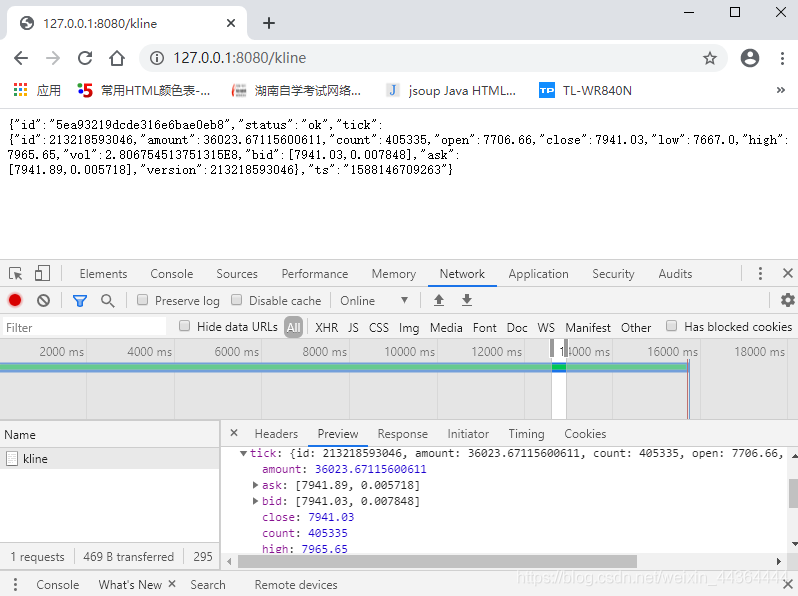 127.0.0.1:8080/kline
127.0.0.1:8080/kline
应用 常用HTML颜色表-... 湖南自学考试网络... J jsoup Java HTML... TP TL-WR840N »
{"id":"5ea93219dcde316e6bae0eb8","status":"ok","tick":
{"id":213218593046,"amount":36023.67115600611,"count":405335,"open":7706.66,"close":7941.03,"low":7667.0,"high":
7965.65,"vol":2.806754513751315E8,"bid":[7941.03,0.007848],"ask":
[7941.89,0.005718],"version":213218593046},"ts":"1588146709263"}
Elements Console Sources Performance Memory Network Application Security Audits
Preserve log Disable cache Online
Filter Hide data URLs All XHR JS CSS Img Media Font Doc WS Manifest Other Has blocked cookies
2000 ms 4000 ms 6000 ms 8000 ms 10000 ms 12000 ms 14000 ms 16000 ms 18000 ms
Name Headers Preview Response Initiator Timing Cookies
kline
tick: {id: 213218593046, amount: 36023.67115600611, count: 405335, open: 7706.66,
amount: 36023.67115600611
ask: [7941.89, 0.005718]
bid: [7941.03, 0.007848]
close: 7941.03
count: 405335
high: 7965.65
1 requests 469 B transferred 295
Console What's New Search Remote devices
https://blog.csdn.net/weixin_44364444